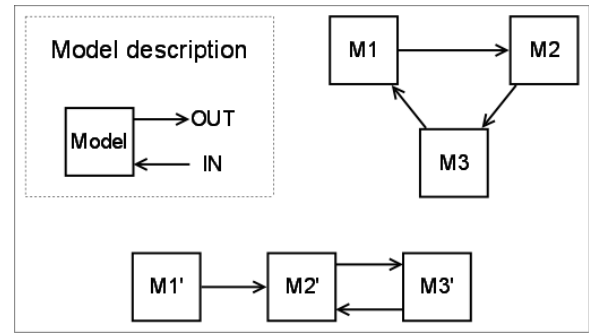 Model description
Model
OUT
IN
M1
M2
M3
M1'
M2'
M3'